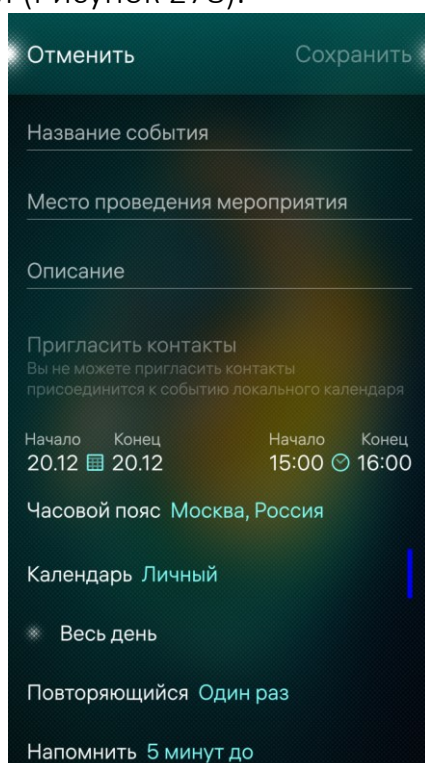 Отменить Сохранить
Название события
Место проведения мероприятия
Описание
Пригласить контакты
Вы не можете пригласить контакты
присоединится к событию локального календаря
Начало Конец Начало Конец
20.12 20.12 15:00 16:00
Часовой пояс Москва, Россия
Календарь Личный
Весь день
Повторяющийся Один раз
Напомнить 5 минут до